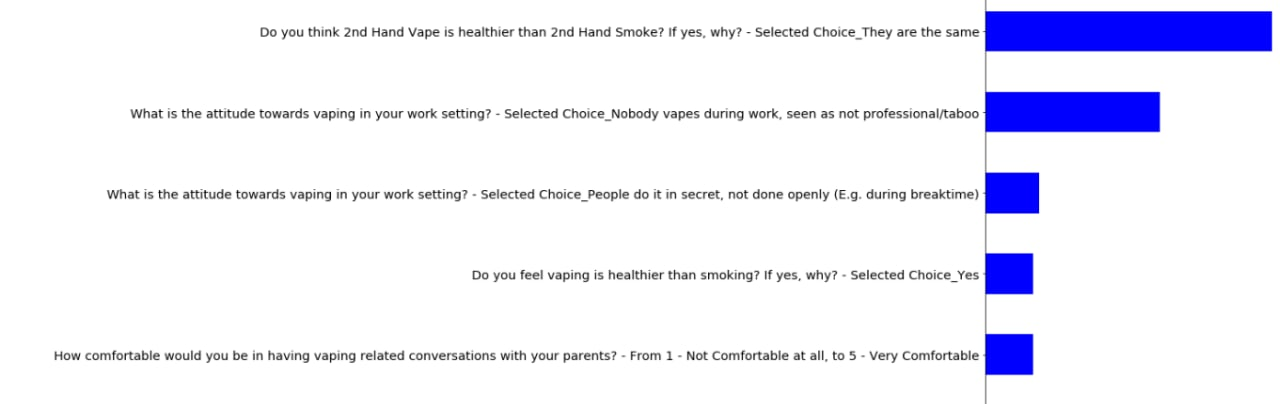 Do you think 2nd Hand Vape is healthier than 2nd Hand Smoke? If yes, why? - Selected Choice_They are the same
What is the attitude towards vaping in your work setting? - Selected Choice_Nobody vapes during work, seen as not professional/taboo
What is the attitude towards vaping in your work setting? - Selected Choice_People do it in secret, not done openly (E.g. during breaktime)
Do you feel vaping is healthier than smoking? If yes, why? - Selected Choice_Yes
How comfortable would you be in having vaping related conversations with your parents? - From 1 - Not Comfortable at all, to 5 - Very Comfortable